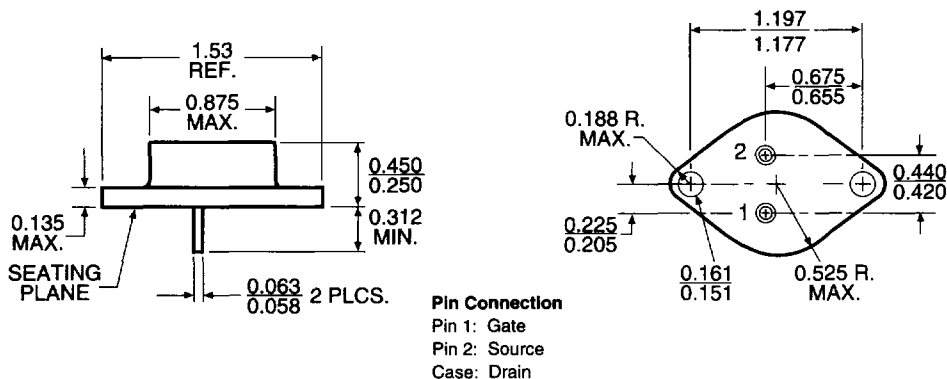 1.53
REF.
0.875
MAX.
0.450
0.250
0.135
MAX.
0.312
MIN.
SEATING
PLANE
0.063
0.058
2 PLCS.
1.197
1.177
0.675
0.655
0.188 R.
MAX.
2
0.440
0.420
1
0.225
0.205
0.161
0.151
0.525 R.
MAX.
Pin Connection
Pin 1: Gate
Pin 2: Source
Case: Drain